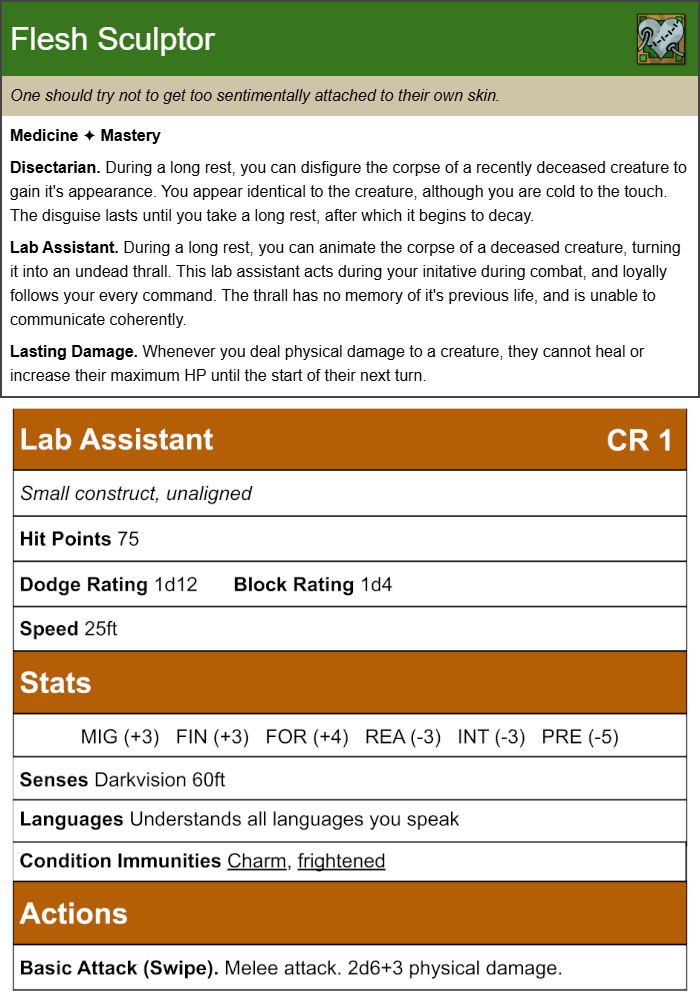 Flesh Sculptor
One should try not to get too sentimentally attached to their own skin.
Medicine ✦ Mastery
Disectarian. During a long rest, you can disfigure the corpse of a recently deceased creature to
gain it's appearance. You appear identical to the creature, although you are cold to the touch.
The disguise lasts until you take a long rest, after which it begins to decay.
Lab Assistant. During a long rest, you can animate the corpse of a deceased creature, turning
it into an undead thrall. This lab assistant acts during your initative during combat, and loyally
follows your every command. The thrall has no memory of it's previous life, and is unable to
communicate coherently.
Lasting Damage. Whenever you deal physical damage to a creature, they cannot heal or
increase their maximum HP until the start of their next turn.
Lab Assistant CR 1
Small construct, unaligned
Hit Points 75
Dodge Rating 1d12 Block Rating 1d4
Speed 25ft
Stats
MIG (+3) FIN (+3) FOR (+4) REA (-3) INT (-3) PRE (-5)
Senses Darkvision 60ft
Languages Understands all languages you speak
Condition Immunities Charm, frightened
Actions
Basic Attack (Swipe). Melee attack. 2d6+3 physical damage.